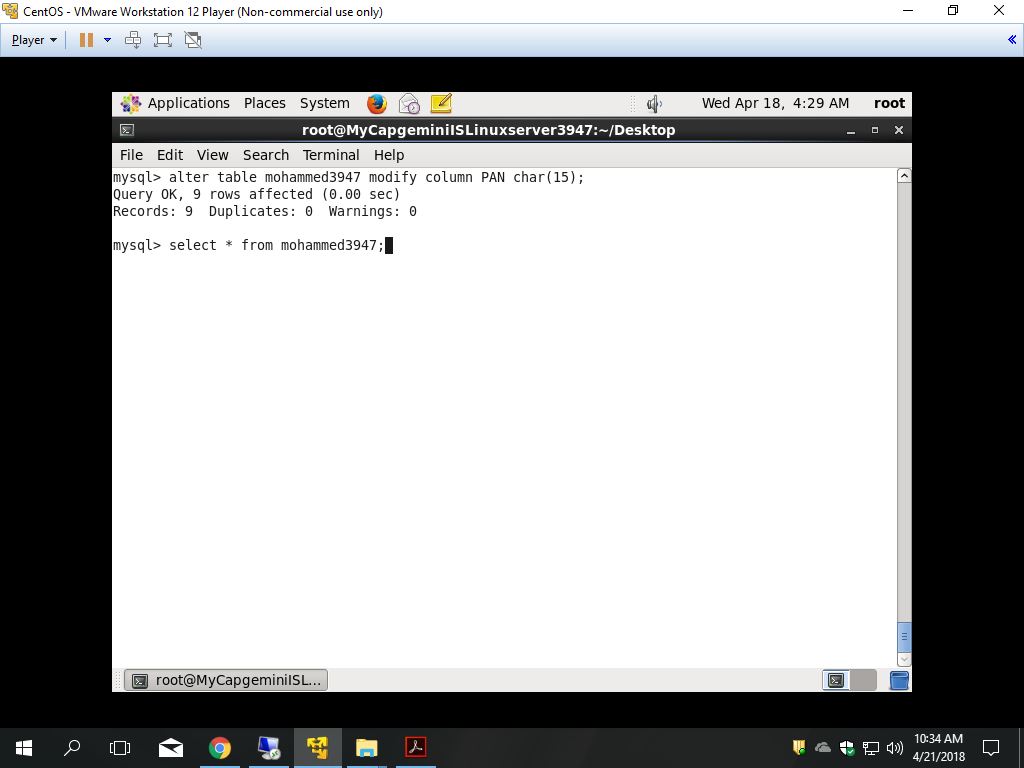 CentOS - VMware Workstation 12 Player (Non-commercial use only)
Player
Applications Places System Wed Apr 18, 4:29 AM root
root@MyCapgeminiISLinuxserver3947:~/Desktop
File Edit View Search Terminal Help
mysql> alter table mohammed3947 modify column PAN char(15);
Query OK, 9 rows affected (0.00 sec)
Records: 9  Duplicates: 0  Warnings: 0
mysql> select * from mohammed3947;
root@MyCapgeminiISL...
10:34 AM
4/21/2018